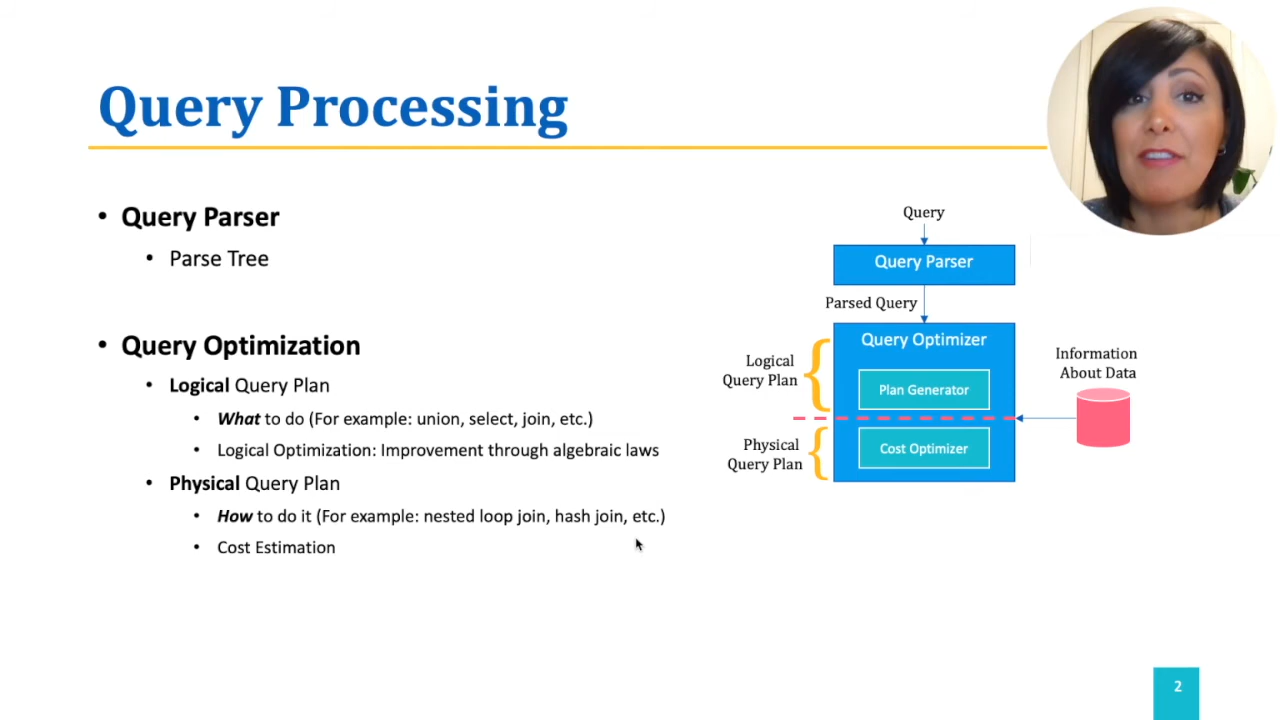 Query Processing
• Query Parser
• Parse Tree
• Query Optimization
• Logical Query Plan
• What to do (For example: union, select, join, etc.)
• Logical Optimization: Improvement through algebraic laws
• Physical Query Plan
• How to do it (For example: nested loop join, hash join, etc.)
• Cost Estimation
Query
Query Parser
Parsed Query
Query Optimizer
Logical
Query Plan
Plan Generator
Information
About Data
Physical
Query Plan
Cost Optimizer
2